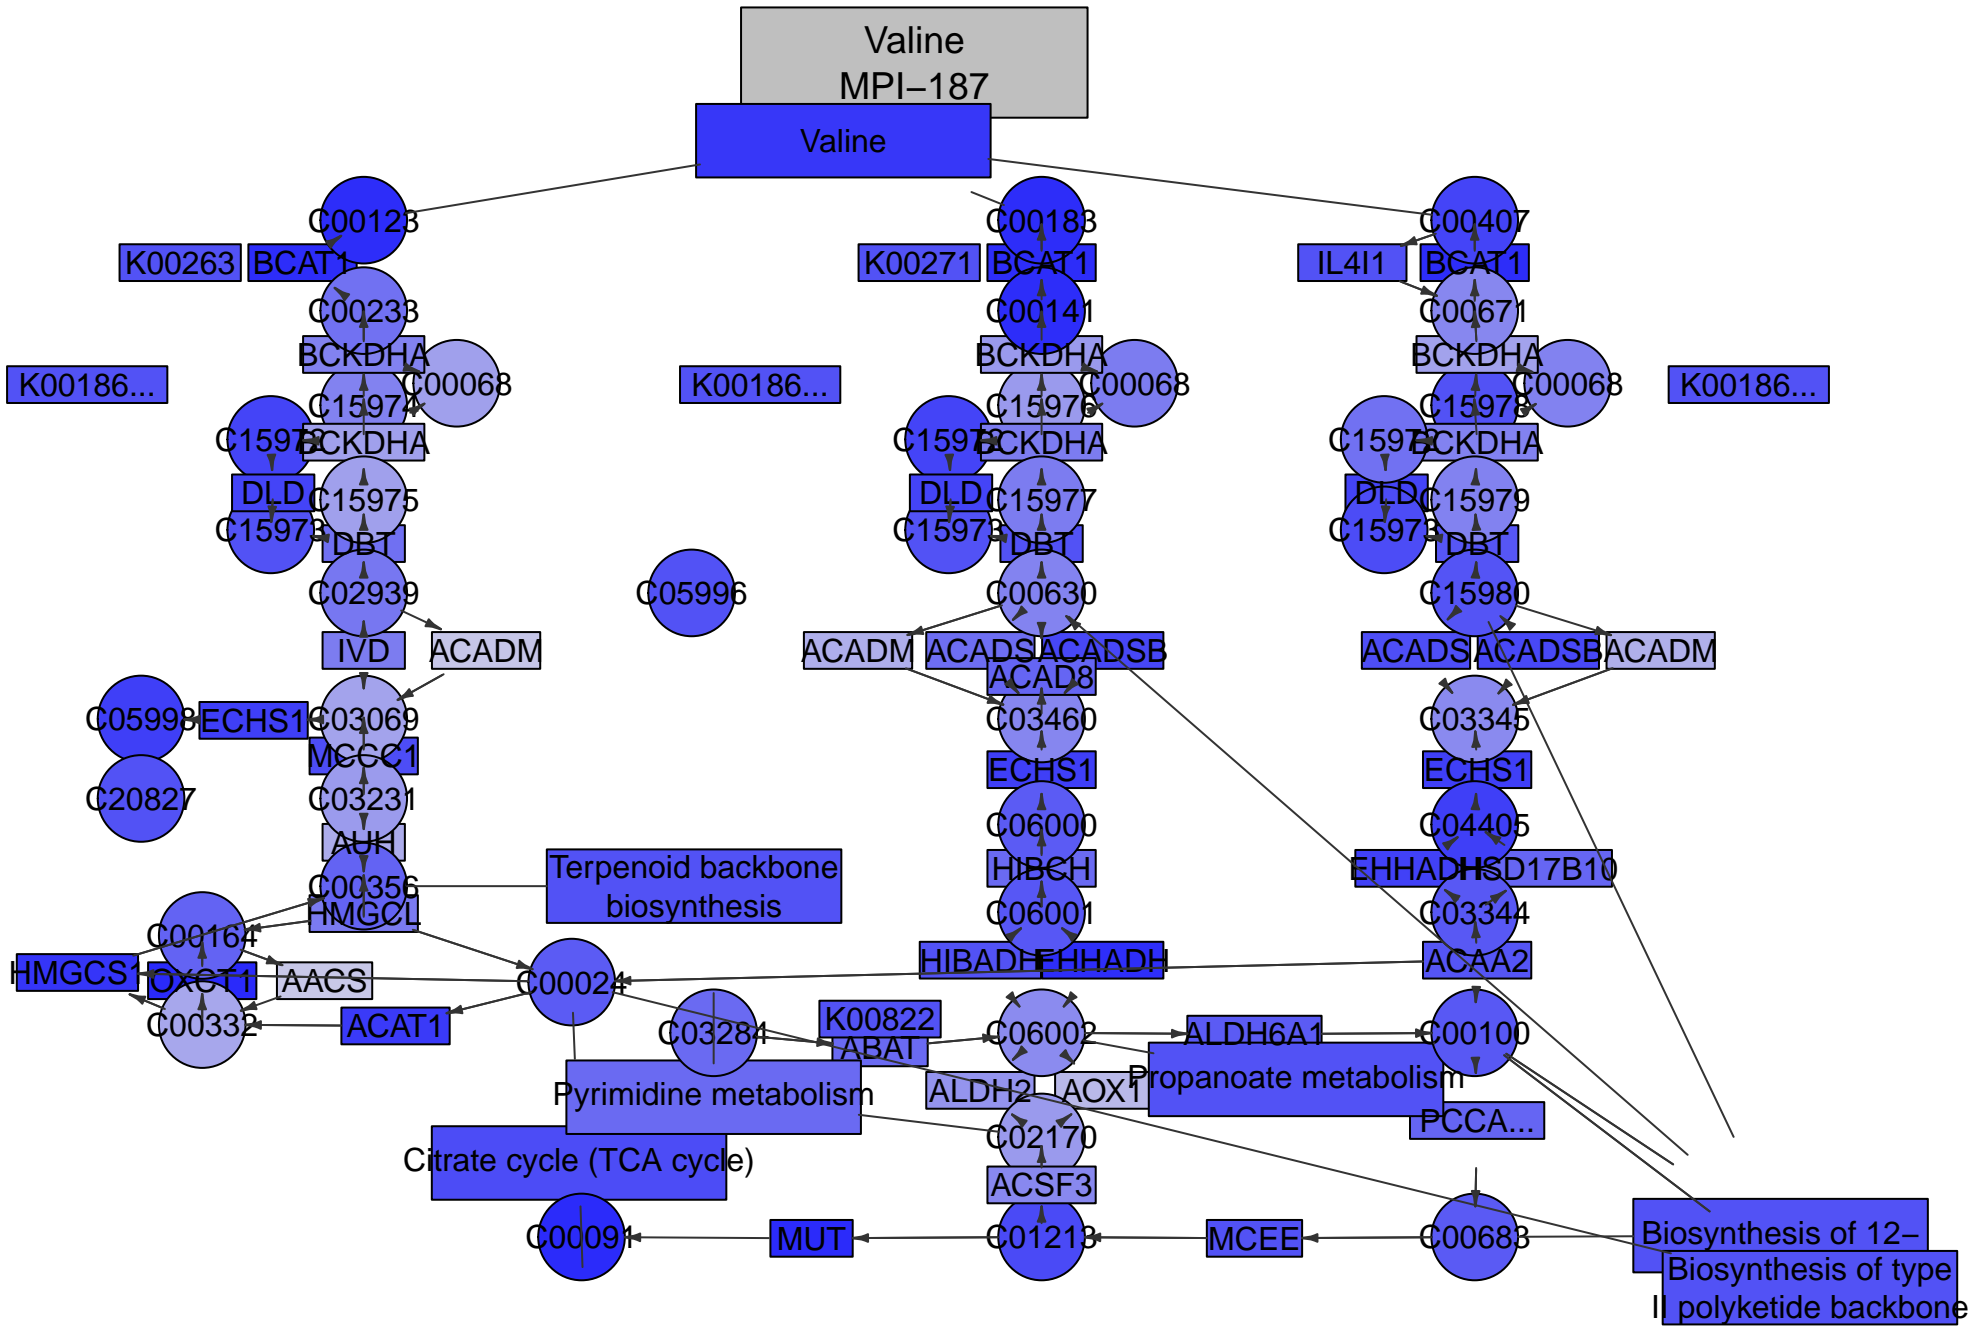 Valine
MPI−187
Valine
C00123
C00183
C00407
K00263
BCAT1
K00271
BCAT1
IL4I1
BCAT1
C00233
C00141
C00671
BCKDHA
BCKDHA
BCKDHA
K00186...
C00068
K00186...
C00068
C00068
K00186...
C15974
C15976
C15978
C15972
BCKDHA
C15972
BCKDHA
C15972
BCKDHA
DLD
C15975
DLD
C15977
DLD
C15979
C15973
DBT
C15973
DBT
C15973
DBT
C02939
C05996
C00630
C15980
IVD
ACADM
ACADM
ACADS
ACADSB
ACADS
ACADSB
ACADM
ACAD8
C05998
ECHS1
C03069
C03460
C03345
MCCC1
ECHS1
ECHS1
C20827
C03231
C06000
C04405
AUH
Terpenoid backbone
biosynthesis
HIBCH
EHHADH
HSD17B10
C00356
HMGCL
C06001
C03344
C00164
HIBADH
EHHADH
ACAA2
HMGCS1
OXCT1
AACS
C00024
C00332
ACAT1
C03284
K00822
ABAT
C06002
ALDH6A1
C00100
Pyrimidine metabolism
ALDH2
AOX1
Propanoate metabolism
PCCA...
C02170
Citrate cycle (TCA cycle)
ACSF3
C00091
MUT
C01213
MCEE
C00683
Biosynthesis of 12−
Biosynthesis of type
II polyketide backbone